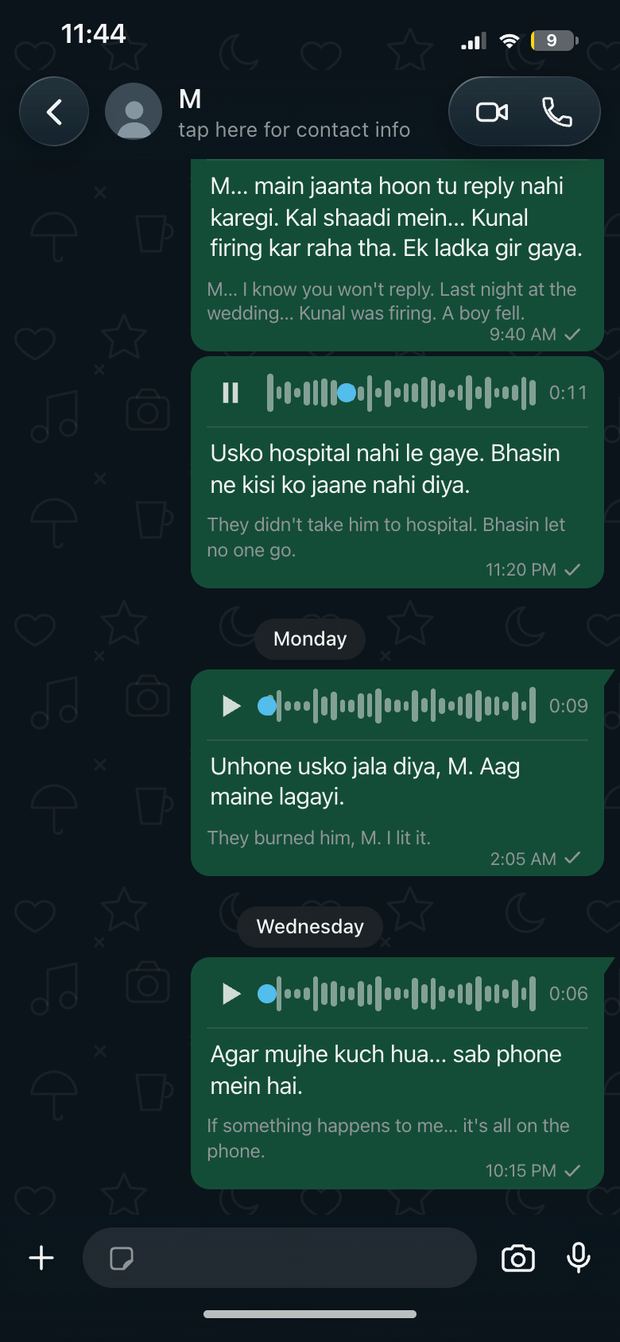 11:44
9
M
tap here for contact info
M... main jaanta hoon tu reply nahi
karegi. Kal shaadi mein... Kunal
firing kar raha tha. Ek ladka gir gaya.
M... I know you won't reply. Last night at the
wedding... Kunal was firing. A boy fell.
9:40 AM
0:11
Usko hospital nahi le gaye. Bhasin
ne kisi ko jaane nahi diya.
They didn't take him to hospital. Bhasin let
no one go.
11:20 PM
Monday
0:09
Unhone usko jala diya, M. Aag
maine lagayi.
They burned him, M. I lit it.
2:05 AM
Wednesday
0:06
Agar mujhe kuch hua... sab phone
mein hai.
If something happens to me... it's all on the
phone.
10:15 PM